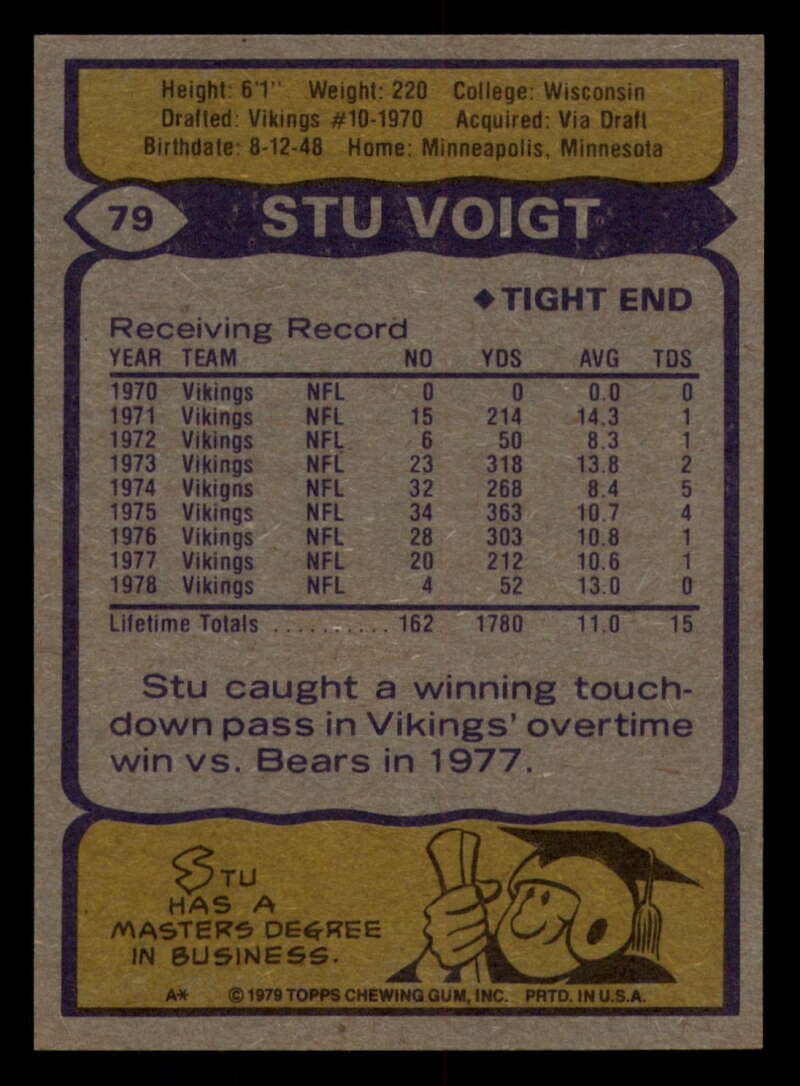 Height: 6'1" Weight: 220 College: Wisconsin
Drafted: Vikings #10-1970 Acquired: Via Draft
Birthdate: 8-12-48 Home: Minneapolis, Minnesota
79 STU VOIGT
◆TIGHT END
Receiving Record
YEAR TEAM NO YDS AVG TDS
1970 Vikings NFL 0 0 0.0 0
1971 Vikings NFL 15 214 14.3 1
1972 Vikings NFL 6 50 8.3 1
1973 Vikings NFL 23 318 13.8 2
1974 Vikigns NFL 32 268 8.4 5
1975 Vikings NFL 34 363 10.7 4
1976 Vikings NFL 28 303 10.8 1
1977 Vikings NFL 20 212 10.6 1
1978 Vikings NFL 4 52 13.0 0
Lifetime Totals .......... 162 1780 11.0 15
Stu caught a winning touch-
down pass in Vikings' overtime
win vs. Bears in 1977.
STU
HAS A
MASTERS DEGREE
IN BUSINESS.
A* © 1979 TOPPS CHEWING GUM, INC. PRTD. IN U.S.A.